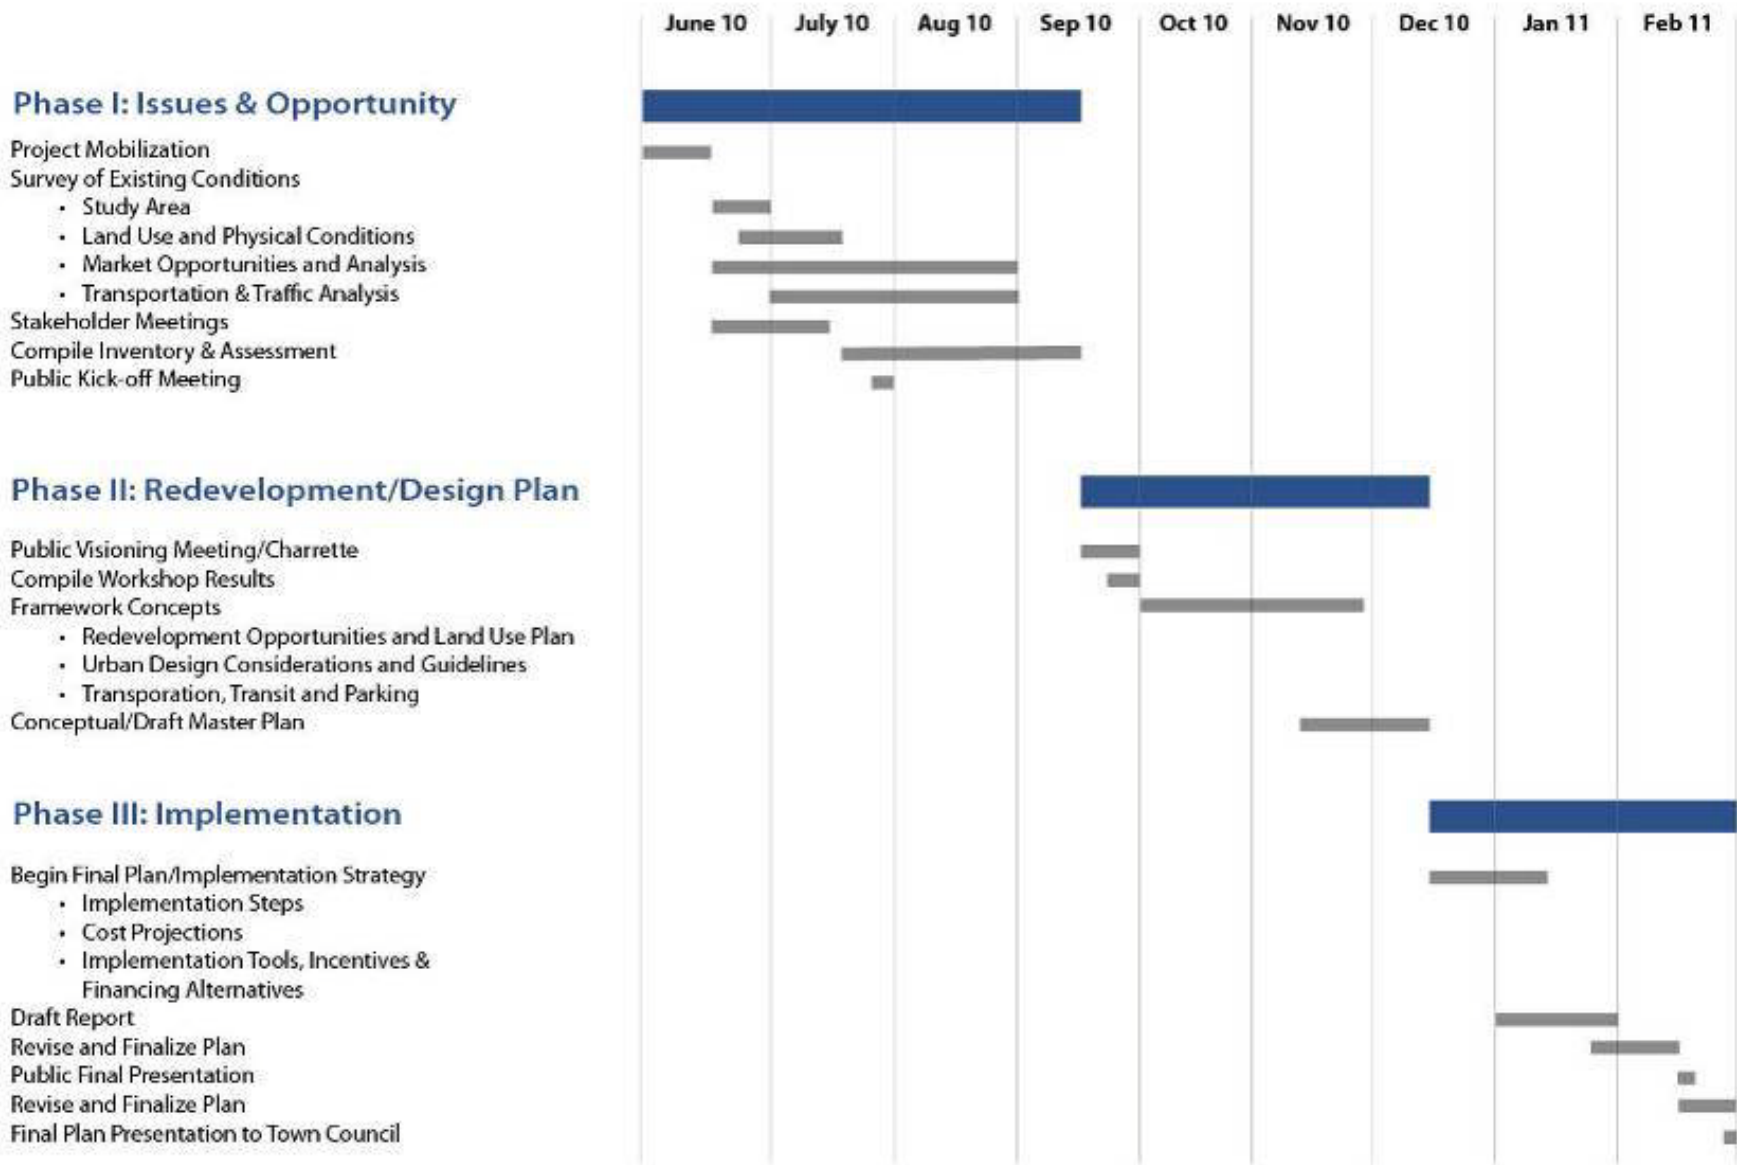 June 10 July 10 Aug 10 Sep 10 Oct 10 Nov 10 Dec 10 Jan 11 Feb 11
Phase I: Issues & Opportunity
Project Mobilization
Survey of Existing Conditions
• Study Area
• Land Use and Physical Conditions
• Market Opportunities and Analysis
• Transportation & Traffic Analysis
Stakeholder Meetings
Compile Inventory & Assessment
Public Kick-off Meeting
Phase II: Redevelopment/Design Plan
Public Visioning Meeting/Charrette
Compile Workshop Results
Framework Concepts
• Redevelopment Opportunities and Land Use Plan
• Urban Design Considerations and Guidelines
• Transporation, Transit and Parking
Conceptual/Draft Master Plan
Phase III: Implementation
Begin Final Plan/Implementation Strategy
• Implementation Steps
• Cost Projections
• Implementation Tools, Incentives &
Financing Alternatives
Draft Report
Revise and Finalize Plan
Public Final Presentation
Revise and Finalize Plan
Final Plan Presentation to Town Council